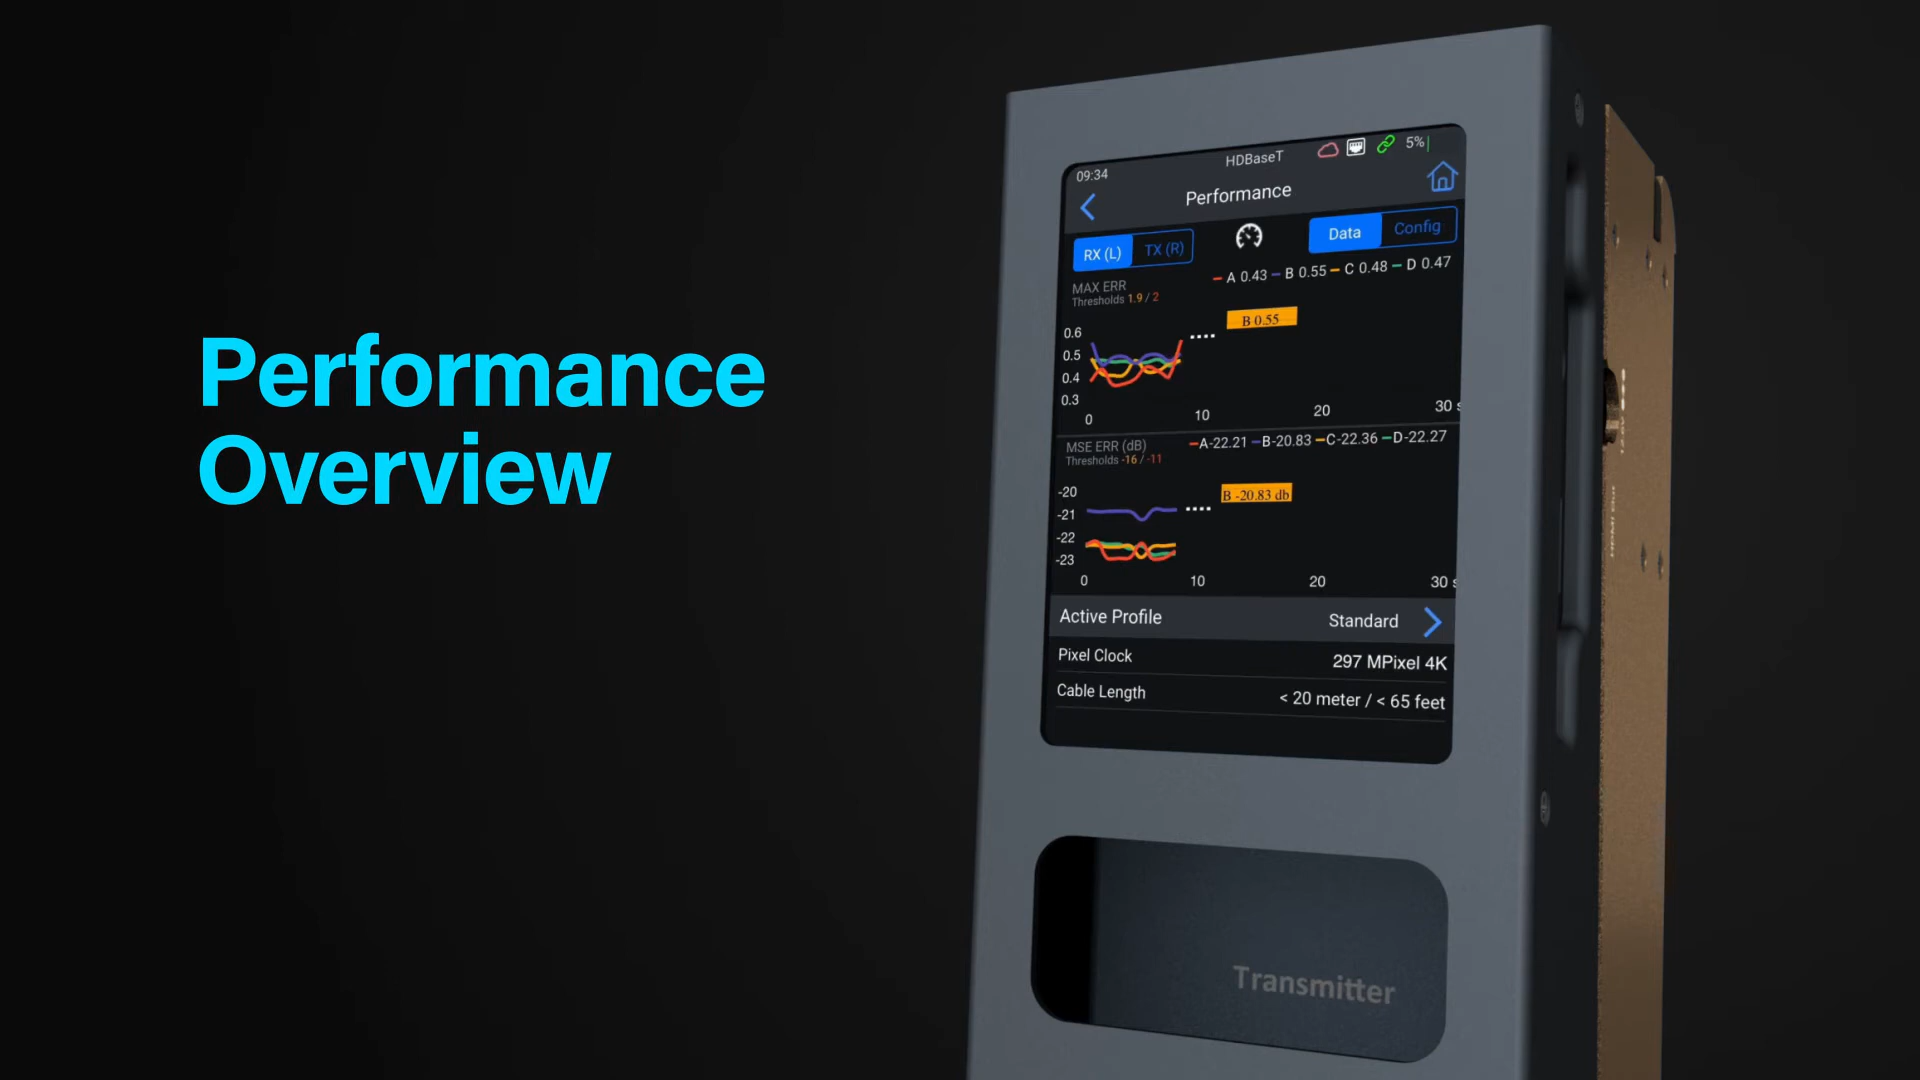 Performance
Overview
09:34
HDBaseT
5%
Performance
RX (L)
TX (R)
Data
Config
MAX ERR
Thresholds 1.9 / 2
A 0.43 B 0.55 C 0.48 D 0.47
B 0.55
0.6
0.5
0.4
0.3
0 10 20 30 s
MSE ERR (dB)
Thresholds -16 / -11
A-22.21 B-20.83 C-22.36 D-22.27
B -20.83 db
-20
-21
-22
-23
0 10 20 30 s
Active Profile Standard
Pixel Clock 297 MPixel 4K
Cable Length < 20 meter / < 65 feet
Transmitter